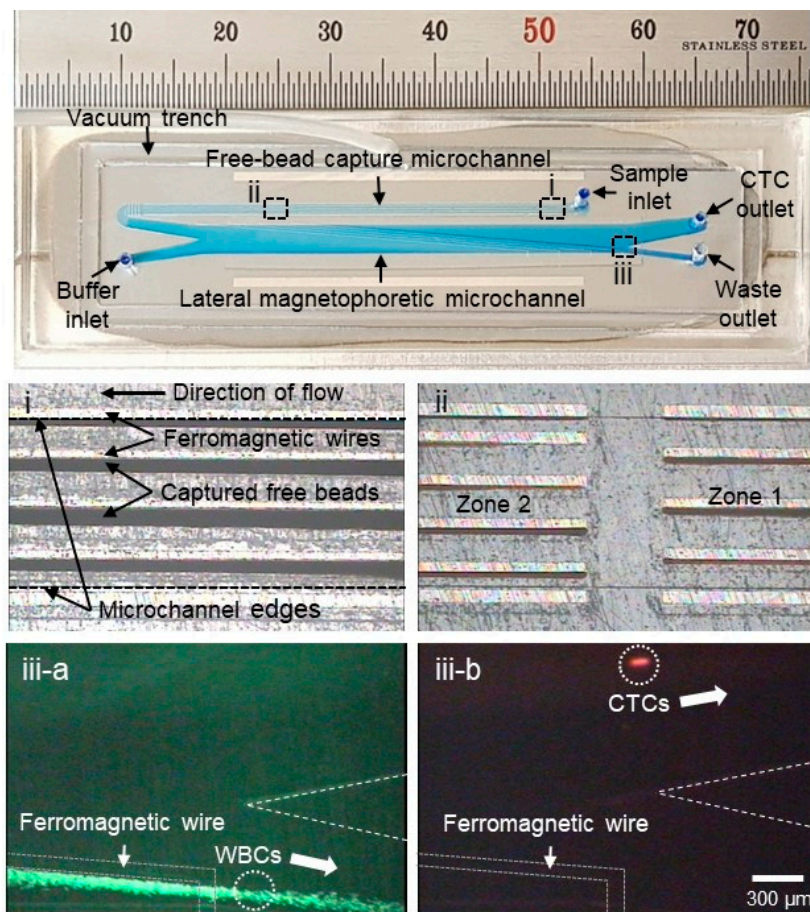 10 20 30 40 50 60 70
STAINLESS STEEL
Vacuum trench
Free-bead capture microchannel
ii
i
Sample
inlet
CTC
outlet
iii
Buffer
inlet
Lateral magnetophoretic microchannel
Waste
outlet
i
Direction of flow
Ferromagnetic wires
Captured free beads
Microchannel edges
ii
Zone 2
Zone 1
iii-a
Ferromagnetic wire
WBCs
iii-b
CTCs
Ferromagnetic wire
300 µm